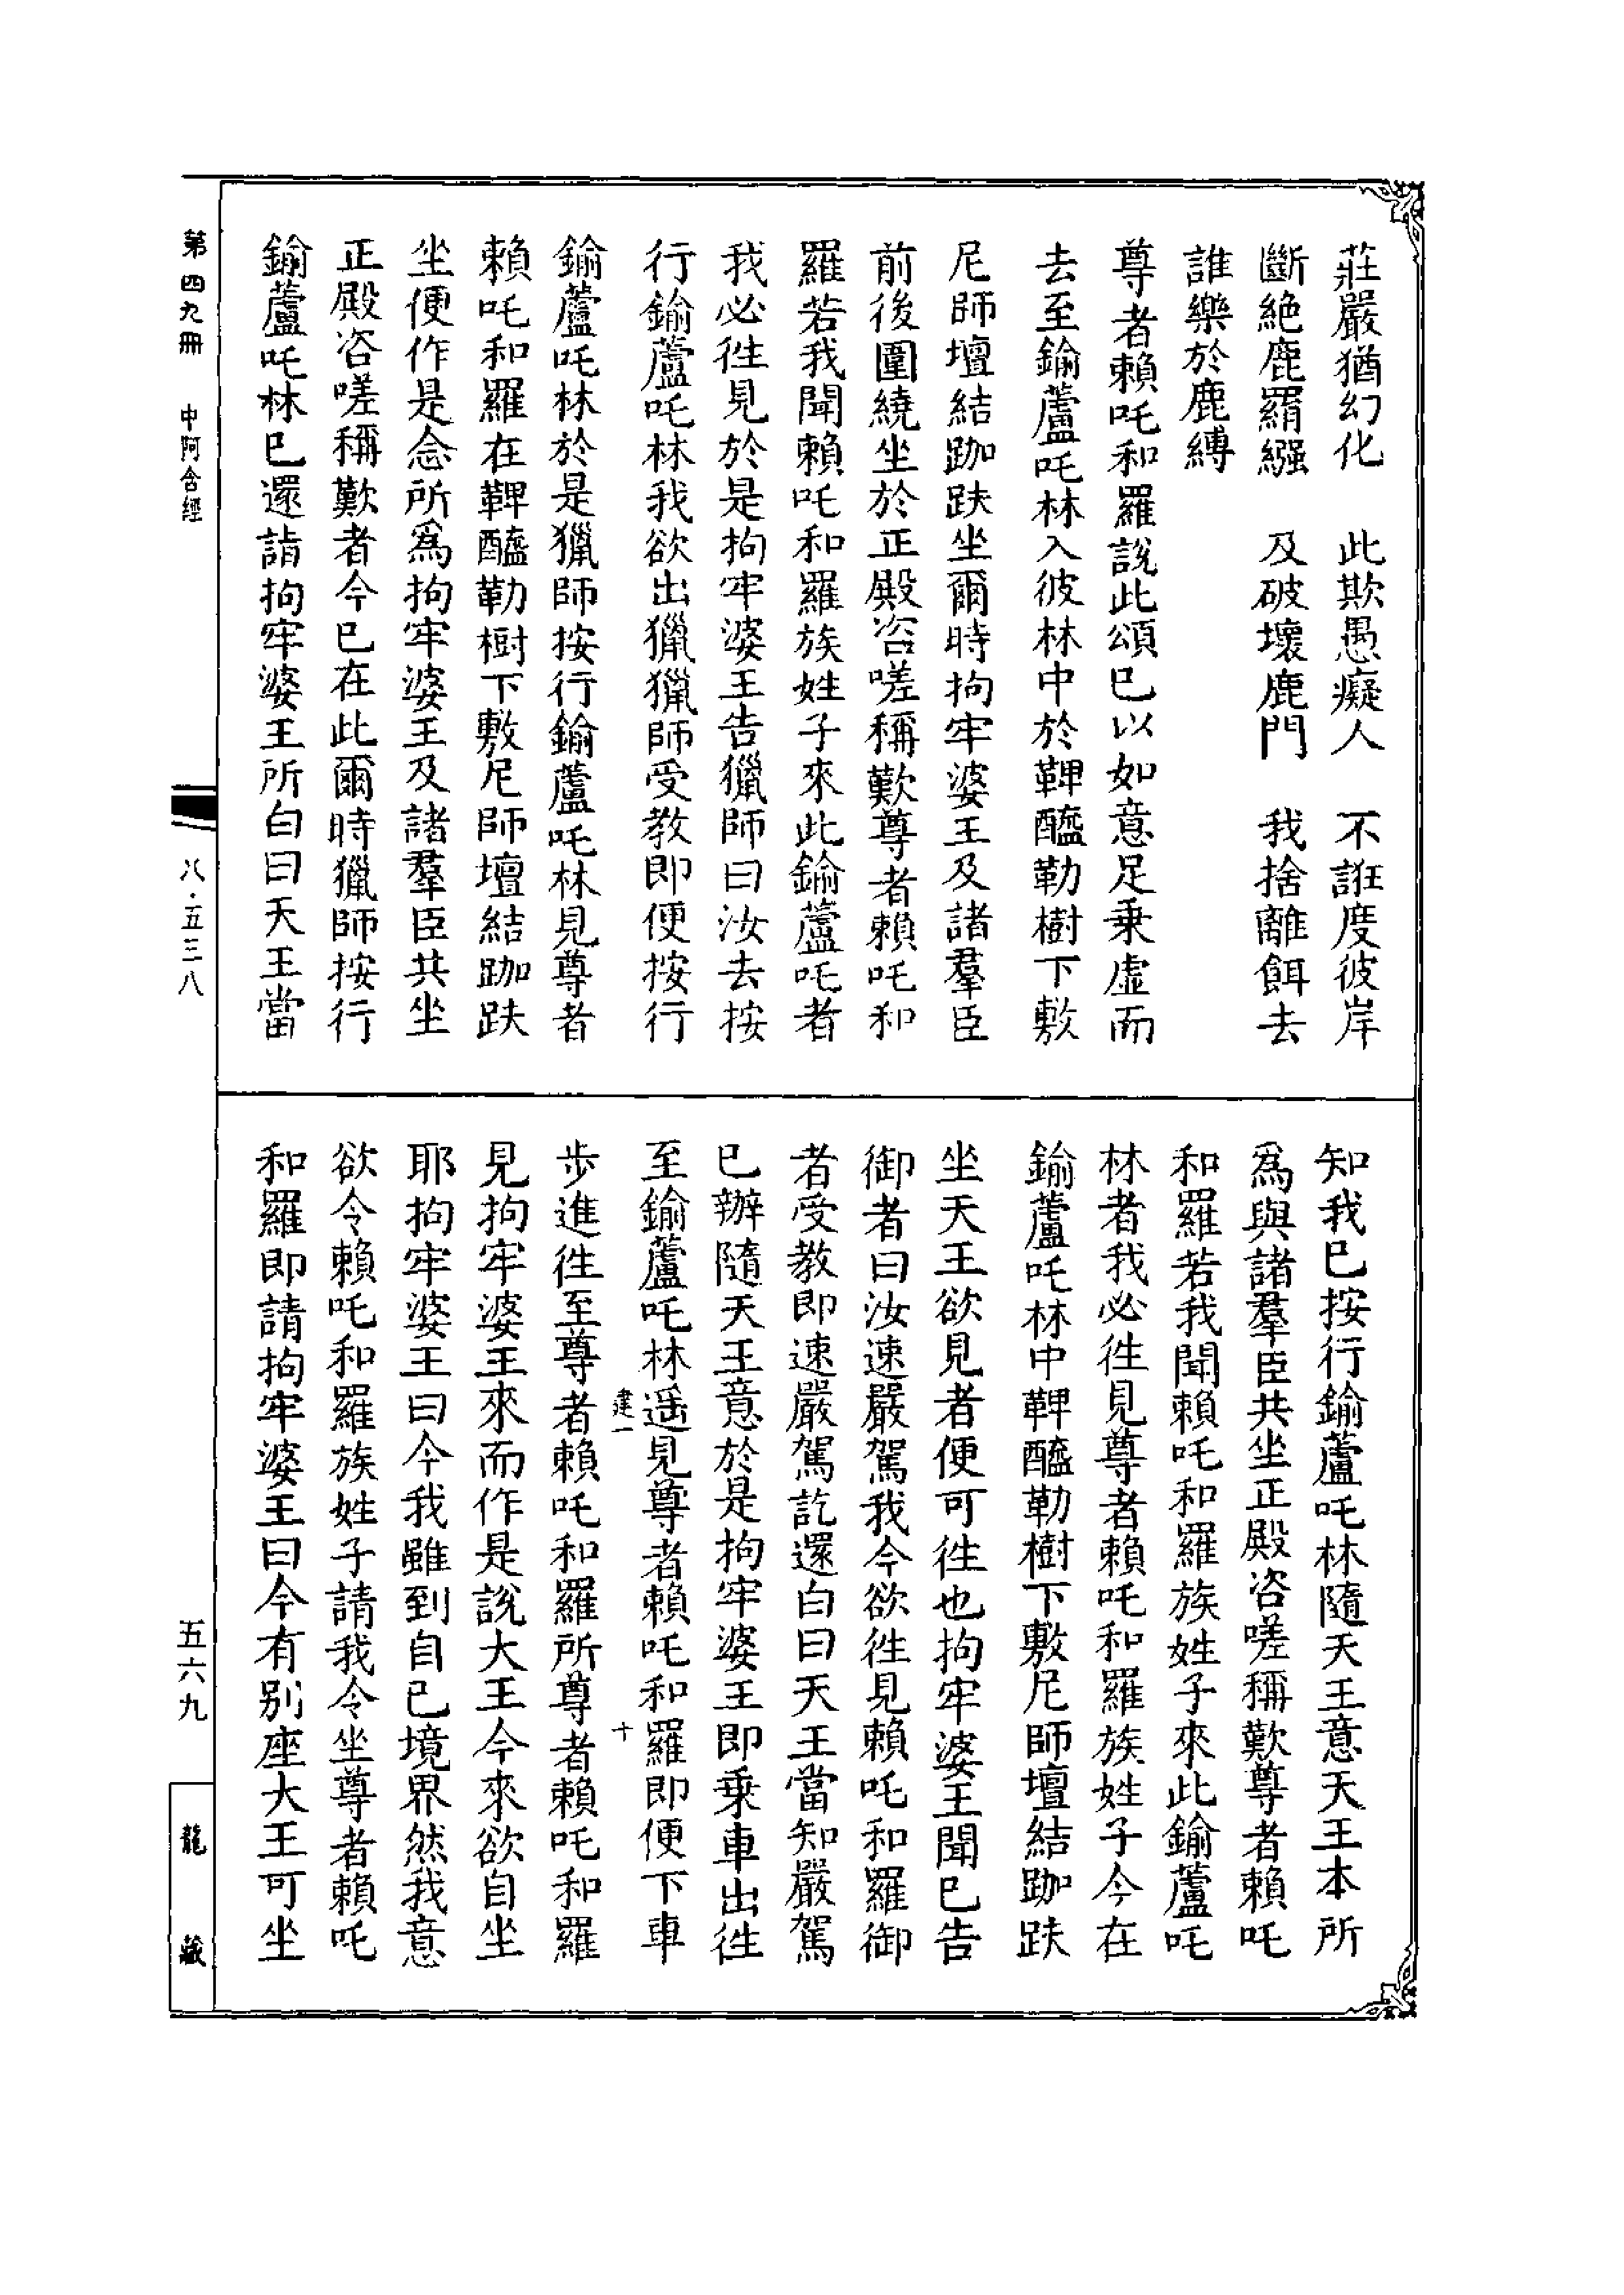 莊嚴猶幻化　此欺愚癡人　不誑度彼岸
斷絶鹿羂繦　及破壞鹿門　我捨離餌去
誰樂於鹿縛
尊者賴吒和羅說此頌已以如意足乗虛而
去至鍮蘆吒林入彼林中於鞞醯勒樹下敷
尼師壇結跏趺坐爾時拘牢婆王及諸羣臣
前後圍繞坐於正殿咨嗟稱歎尊者賴吒和
羅若我聞賴吒和羅族姓子來此鍮蘆吒者
我必徃見於是拘牢婆王告獵師曰汝去按
行鍮蘆吒林我欲出獵獵師受教即便按行
鍮蘆吒林於是獵師按行鍮蘆吒林見尊者
賴吒和羅在鞞醯勒樹下敷尼師壇結跏趺
坐便作是念所爲拘牢婆王及諸羣臣共坐
正殿咨嗟稱歎者今已在此爾時獵師按行
鍮蘆吒林已還詣拘牢婆王所白曰天王當
知我已按行鍮蘆吒林隨天王意天王本所
爲與諸羣臣共坐正殿咨嗟稱歎尊者賴吒
和羅若我聞賴吒和羅族姓子來此鍮蘆吒
林者我必徃見尊者賴吒和羅族姓子今在
鍮蘆吒林中鞞醯勒樹下敷尼師壇結跏趺
坐天王欲見者便可徃也拘牢婆王聞已告
御者曰汝速嚴駕我今欲徃見賴吒和羅御
者受教即速嚴駕訖還白曰天王當知嚴駕
已辦隨天王意於是拘牢婆王即乗車出徃
至鍮蘆吒林遥見尊者賴吒和羅即便下車
建一　十
步進徃至尊者賴吒和羅所尊者賴吒和羅
見拘牢婆王來而作是說大王今來欲自坐
耶拘牢婆王曰今我雖到自已境界然我意
欲令賴吒和羅族姓子請我令坐尊者賴吒
和羅即請拘牢婆王曰今有别座大王可坐
第四九冊　中阿含經　八·五三八　五六九　龍藏